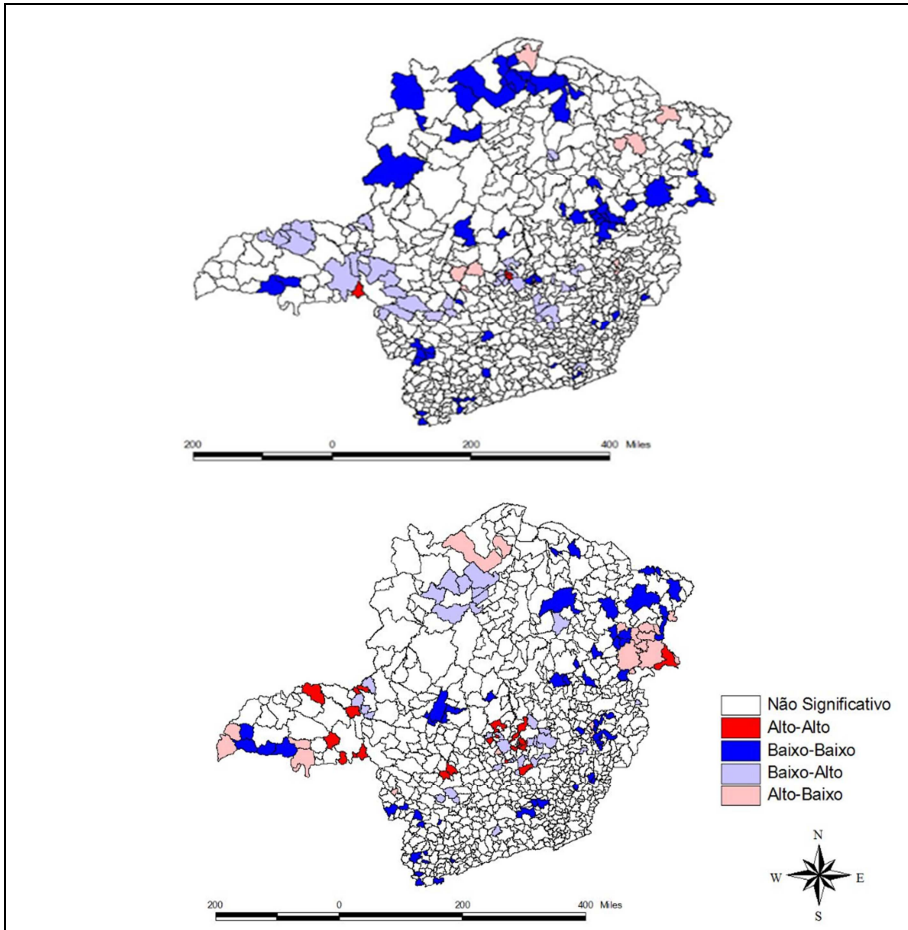 200 0 200 400 Miles
Não Significativo
Alto-Alto
Baixo-Baixo
Baixo-Alto
Alto-Baixo
N
W E
S
200 0 200 400 Miles